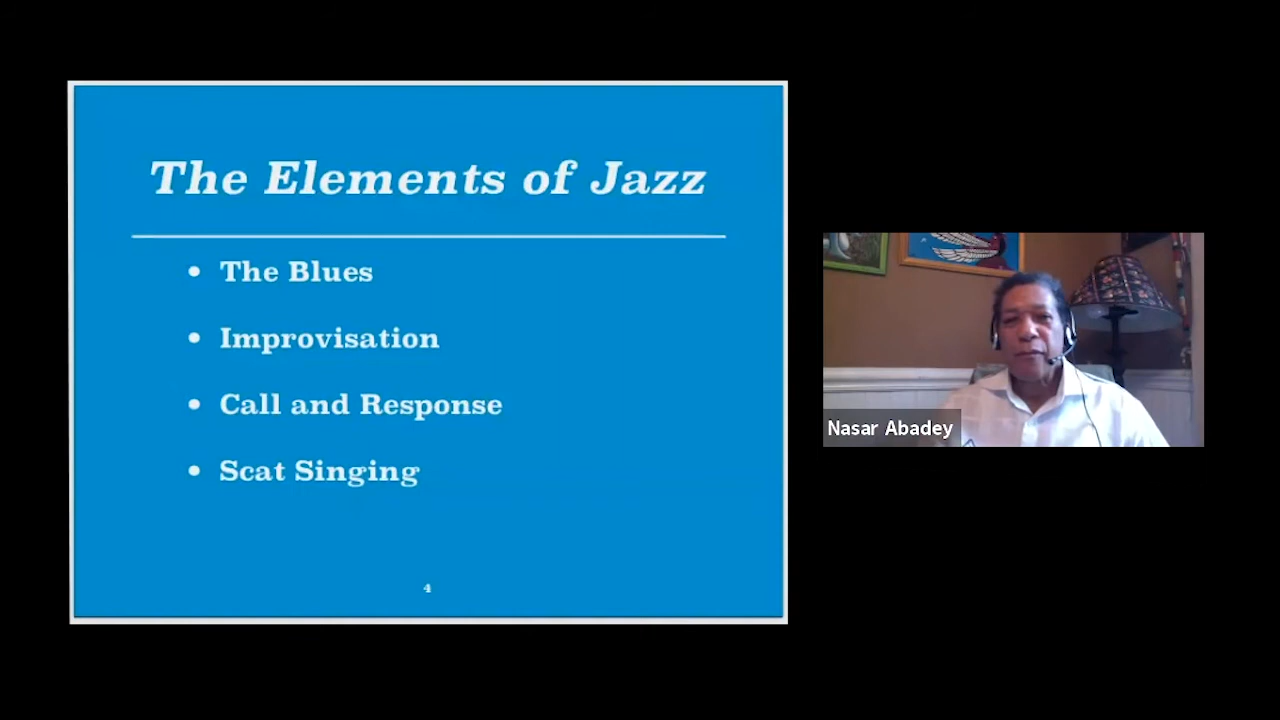 The Elements of Jazz
• The Blues
• Improvisation
• Call and Response
• Scat Singing
4
Nasar Abadey